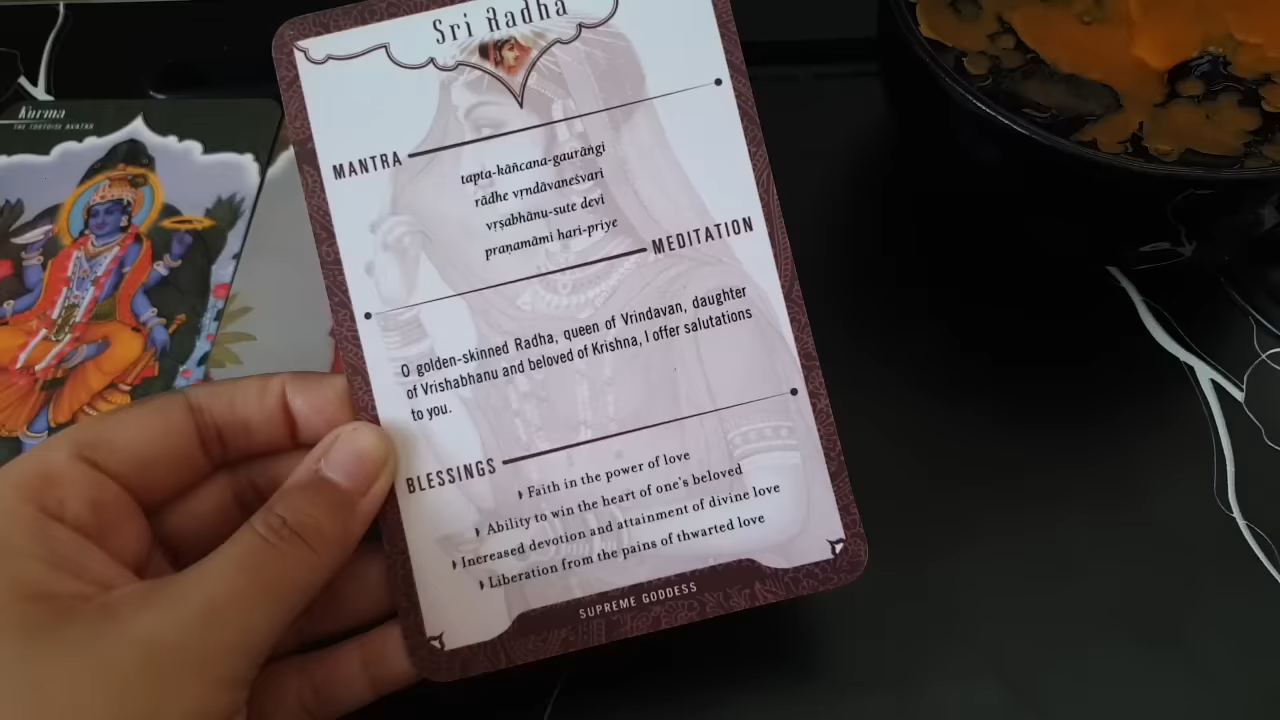 Sri Radha
Kurma
THE TORTOISE AVATAR
MANTRA
tapta-kāñcana-gaurāṅgi
rādhe vṛndāvaneśvari
vṛṣabhānu-sute devi
praṇamāmi hari-priye
MEDITATION
O golden-skinned Radha, queen of Vrindavan, daughter
of Vrishabhanu and beloved of Krishna, I offer salutations
to you.
BLESSINGS
Faith in the power of love
Ability to win the heart of one's beloved
Increased devotion and attainment of divine love
Liberation from the pains of thwarted love
SUPREME GODDESS